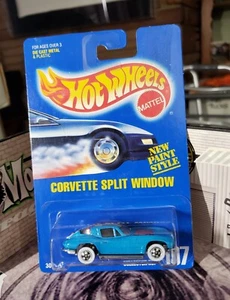 FOR AGES OVER 3
DIE CAST METAL
& PLASTIC
Hot Wheels
MATTEL
NEW
PAINT
STYLE
CORVETTE SPLIT WINDOW